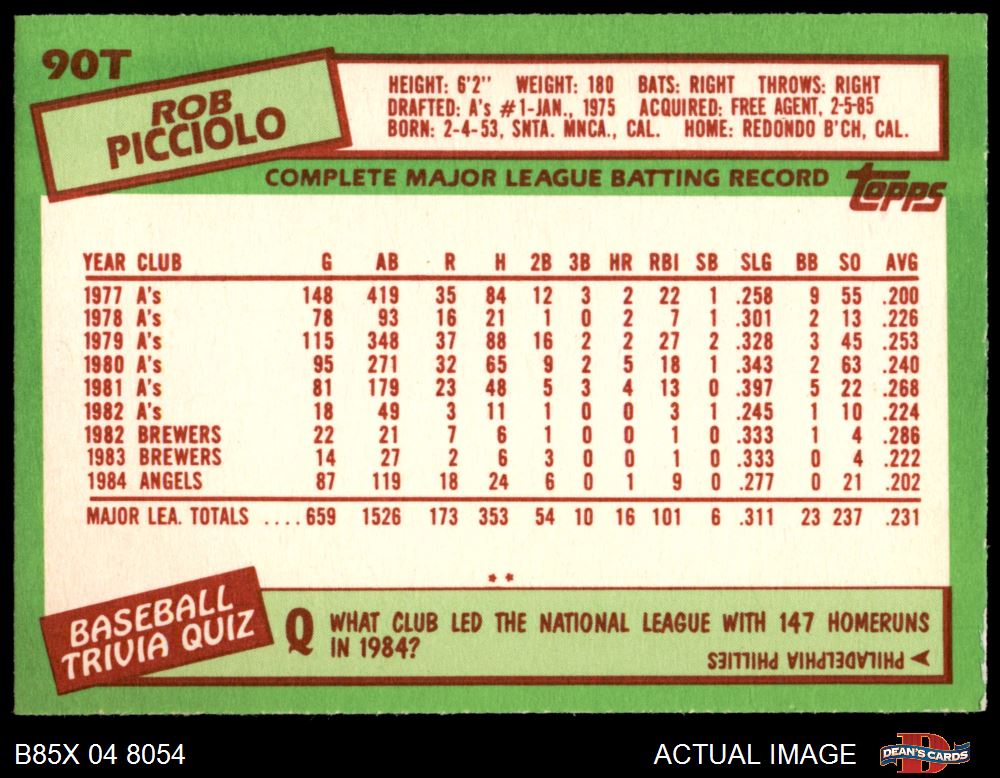 90T
ROB
PICCIOLO
HEIGHT: 6'2" WEIGHT: 180 BATS: RIGHT THROWS: RIGHT
DRAFTED: A's #1-JAN., 1975 ACQUIRED: FREE AGENT, 2-5-85
BORN: 2-4-53, SNTA. MNCA., CAL. HOME: REDONDO B'CH, CAL.
COMPLETE MAJOR LEAGUE BATTING RECORD
topps
YEAR CLUB G AB R H 2B 3B HR RBI SB SLG BB SO AVG
1977 A's 148 419 35 84 12 3 2 22 1 .258 9 55 .200
1978 A's 78 93 16 21 1 0 2 7 1 .301 2 13 .226
1979 A's 115 348 37 88 16 2 2 27 2 .328 3 45 .253
1980 A's 95 271 32 65 9 2 5 18 1 .343 2 63 .240
1981 A's 81 179 23 48 5 3 4 13 0 .397 5 22 .268
1982 A's 18 49 3 11 1 0 0 3 1 .245 1 10 .224
1982 BREWERS 22 21 7 6 1 0 0 1 0 .333 1 4 .286
1983 BREWERS 14 27 2 6 3 0 0 1 0 .333 0 4 .222
1984 ANGELS 87 119 18 24 6 0 1 9 0 .277 0 21 .202
MAJOR LEA. TOTALS ....659 1526 173 353 54 10 16 101 6 .311 23 237 .231
**
BASEBALL
TRIVIA QUIZ
Q WHAT CLUB LED THE NATIONAL LEAGUE WITH 147 HOMERUNS
IN 1984?
PHILADELPHIA PHILLIES
B85X 04 8054
ACTUAL IMAGE
D
DEAN'S CARDS